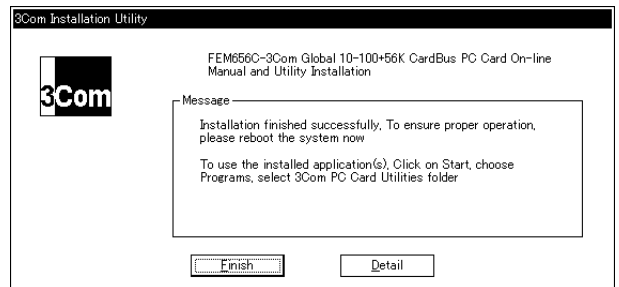 3Com Installation Utility
FEM656C-3Com Global 10-100+56K CardBus PC Card On-line
Manual and Utility Installation
3Com
Message
Installation finished successfully, To ensure proper operation,
please reboot the system now
To use the installed application(s), Click on Start, choose
Programs, select 3Com PC Card Utilities folder
Finish
Detail